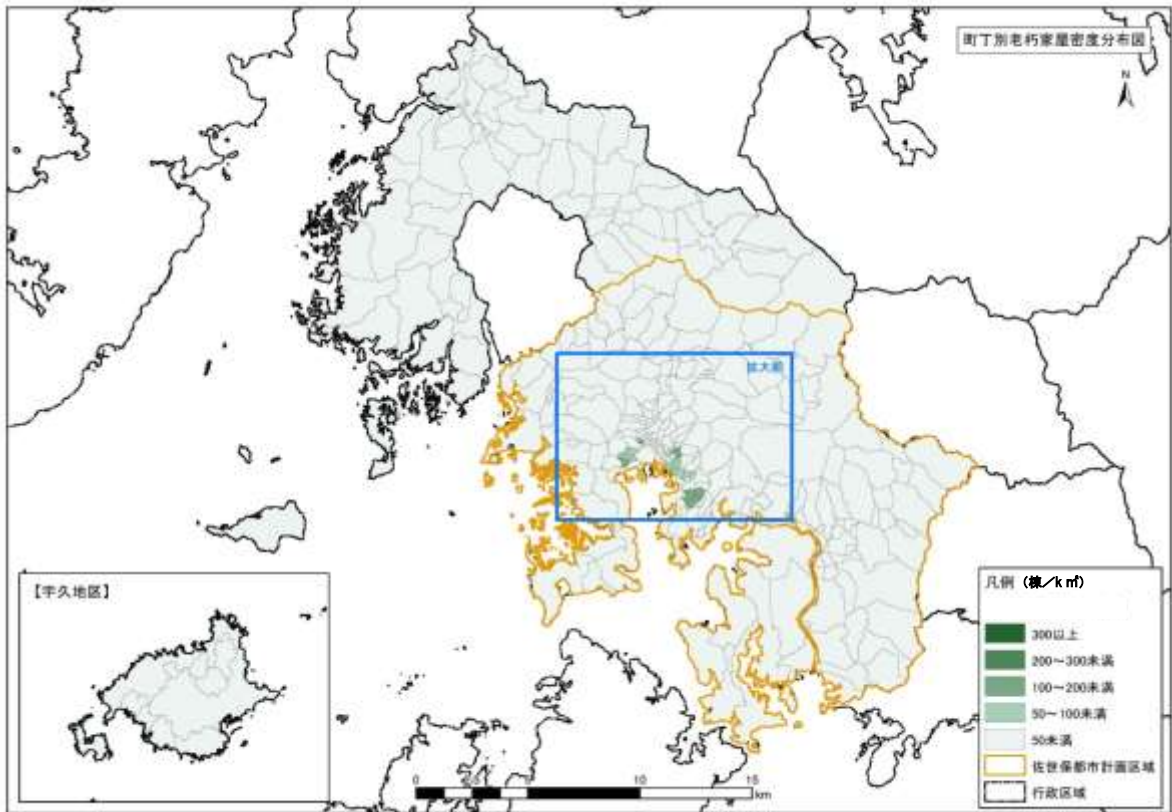 町丁別老朽家屋密度分布図
N
拡大範
【宇久地区】
凡例（棟／k㎡）
300以上
200～300未満
100～200未満
50～100未満
50未満
佐世保都市計画区域
行政区域
0
10
15
km